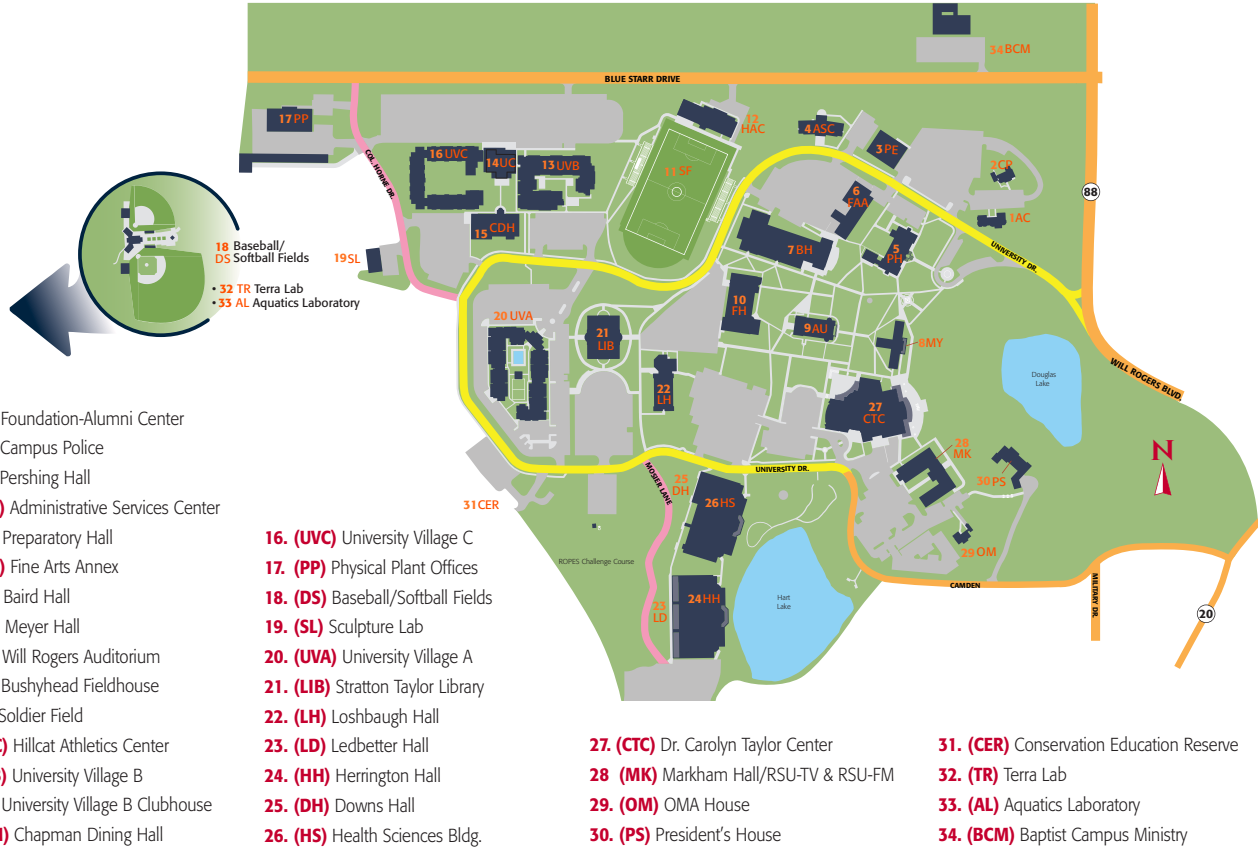 34 BCM
BLUE STARR DRIVE
17 PP
12
HAC
4 ASC
3 PE
16 UVC
14 UC
13 UVB
11 SF
2 CP
COL. HORNE DR.
88
6
FAA
1 AC
15 CDH
7 BH
5
PH
UNIVERSITY DR.
18 Baseball/
DS Softball Fields
19 SL
• 32 TR Terra Lab
• 33 AL Aquatics Laboratory
20 UVA
10
FH
21
LIB
9 AU
8 MY
WILL ROGERS BLVD.
Douglas
Lake
22
LH
27
CTC
28
MK
N
UNIVERSITY DR.
MOSIER LANE
25
DH
30 PS
31 CER
26 HS
29 OM
ROPES Challenge Course
CAMDEN
MILITARY DR.
20
23
LD
24 HH
Hart
Lake
Foundation-Alumni Center
Campus Police
Pershing Hall
) Administrative Services Center
Preparatory Hall
) Fine Arts Annex
Baird Hall
Meyer Hall
Will Rogers Auditorium
Bushyhead Fieldhouse
Soldier Field
) Hillcat Athletics Center
) University Village B
University Village B Clubhouse
) Chapman Dining Hall
16. (UVC) University Village C
17. (PP) Physical Plant Offices
18. (DS) Baseball/Softball Fields
19. (SL) Sculpture Lab
20. (UVA) University Village A
21. (LIB) Stratton Taylor Library
22. (LH) Loshbaugh Hall
23. (LD) Ledbetter Hall
24. (HH) Herrington Hall
25. (DH) Downs Hall
26. (HS) Health Sciences Bldg.
27. (CTC) Dr. Carolyn Taylor Center
28 (MK) Markham Hall/RSU-TV & RSU-FM
29. (OM) OMA House
30. (PS) President's House
31. (CER) Conservation Education Reserve
32. (TR) Terra Lab
33. (AL) Aquatics Laboratory
34. (BCM) Baptist Campus Ministry